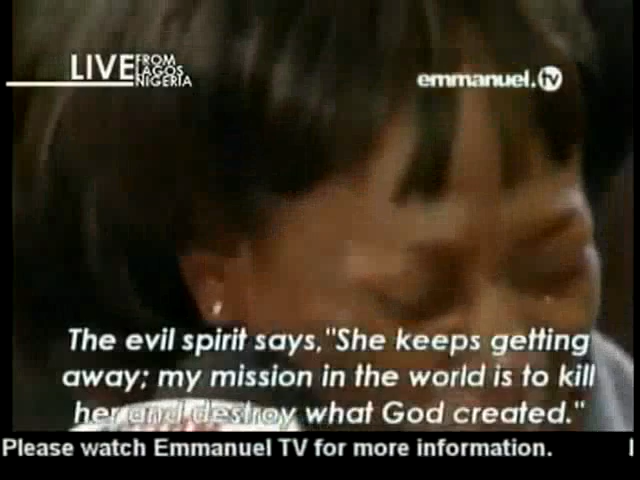 LIVE FROM
LAGOS
NIGERIA
emmanuel.tv
The evil spirit says,"She keeps getting
away; my mission in the world is to kill
her and destroy what God created."
Please watch Emmanuel TV for more information.